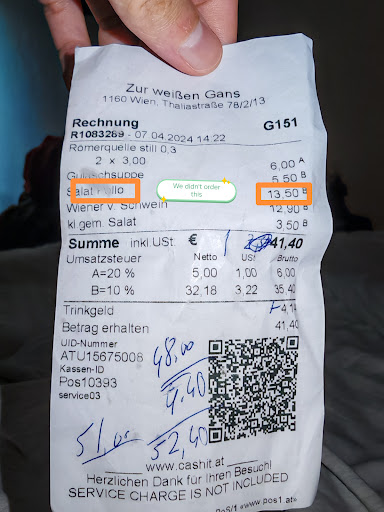 Zur weißen Gans
1160 Wien, Thaliastraße 78/2/13
Rechnung G151
R1083289 - 07.04.2024 14:22
Römerquelle still 0,3
2 x 3,00 6,00 A
Gulaschsuppe 5,50 B
Salat Pollo We didn't order this 13,50 B
Wiener v. Schwein 12,90 B
kl.gem. Salat 3,50 B
Summe inkl.USt. € 41,40
Umsatzsteuer Netto USt Brutto
A=20 % 5,00 1,00 6,00
B=10 % 32,18 3,22 35,40
Trinkgeld
Betrag erhalten 41,40
UID-Nummer
ATU15675008
Kassen-ID
Pos10393
service03
48,00
4,40
51,00 52,40
www.cashit.at
Herzlichen Dank für Ihren Besuch!
SERVICE CHARGE IS NOT INCLUDED
www.pos1.at